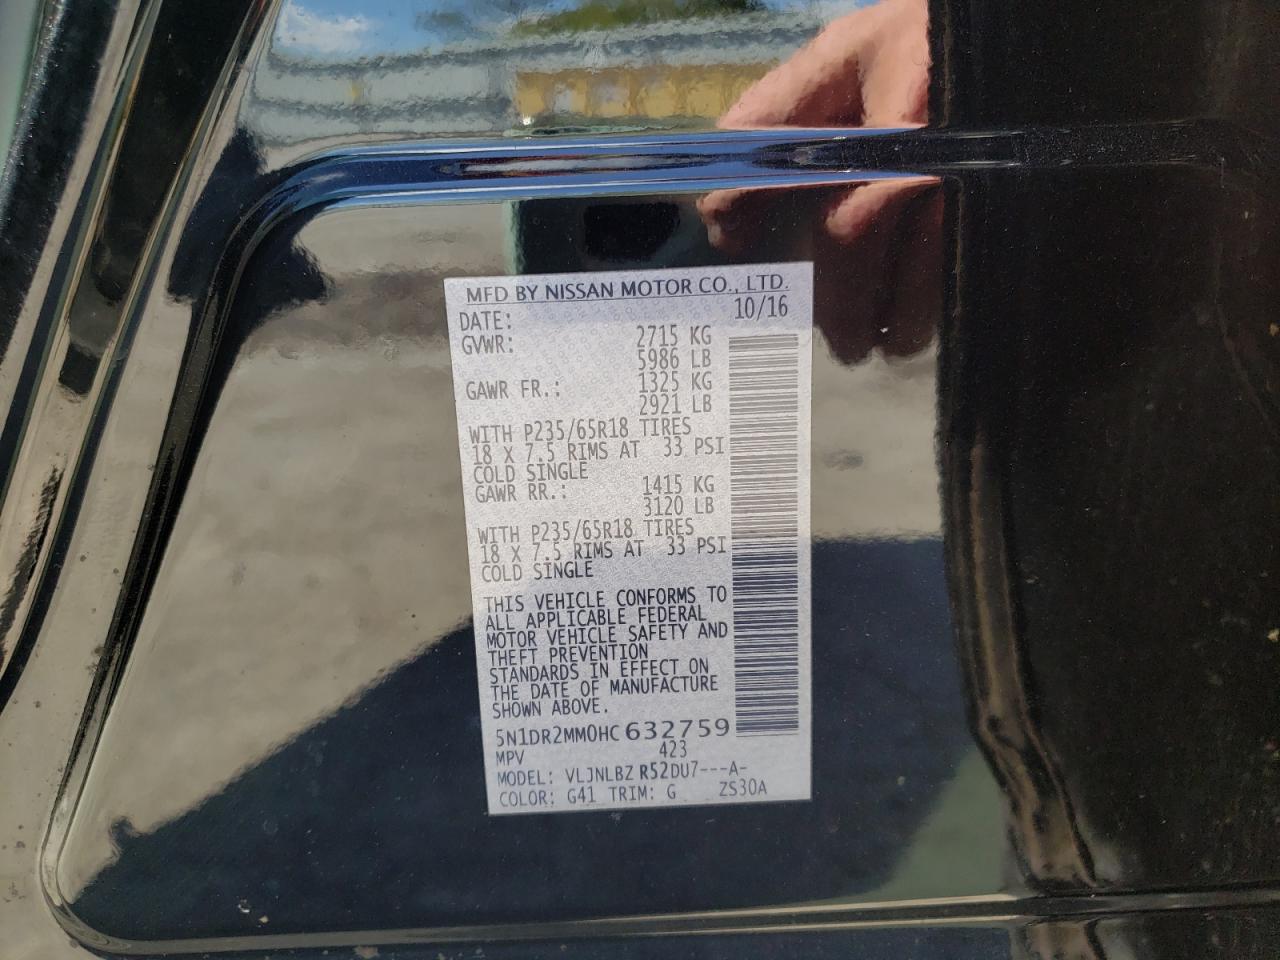 MFD BY NISSAN MOTOR CO., LTD.
DATE: 10/16
GVWR: 2715 KG
5986 LB
GAWR FR.: 1325 KG
2921 LB
WITH P235/65R18 TIRES
18 X 7.5 RIMS AT 33 PSI
COLD SINGLE
GAWR RR.: 1415 KG
3120 LB
WITH P235/65R18 TIRES
18 X 7.5 RIMS AT 33 PSI
COLD SINGLE
THIS VEHICLE CONFORMS TO
ALL APPLICABLE FEDERAL
MOTOR VEHICLE SAFETY AND
THEFT PREVENTION
STANDARDS IN EFFECT ON
THE DATE OF MANUFACTURE
SHOWN ABOVE.
5N1DR2MM0HC632759
MPV 423
MODEL: VLJNLBZ R52DU7---A-
COLOR: G41 TRIM: G ZS30A